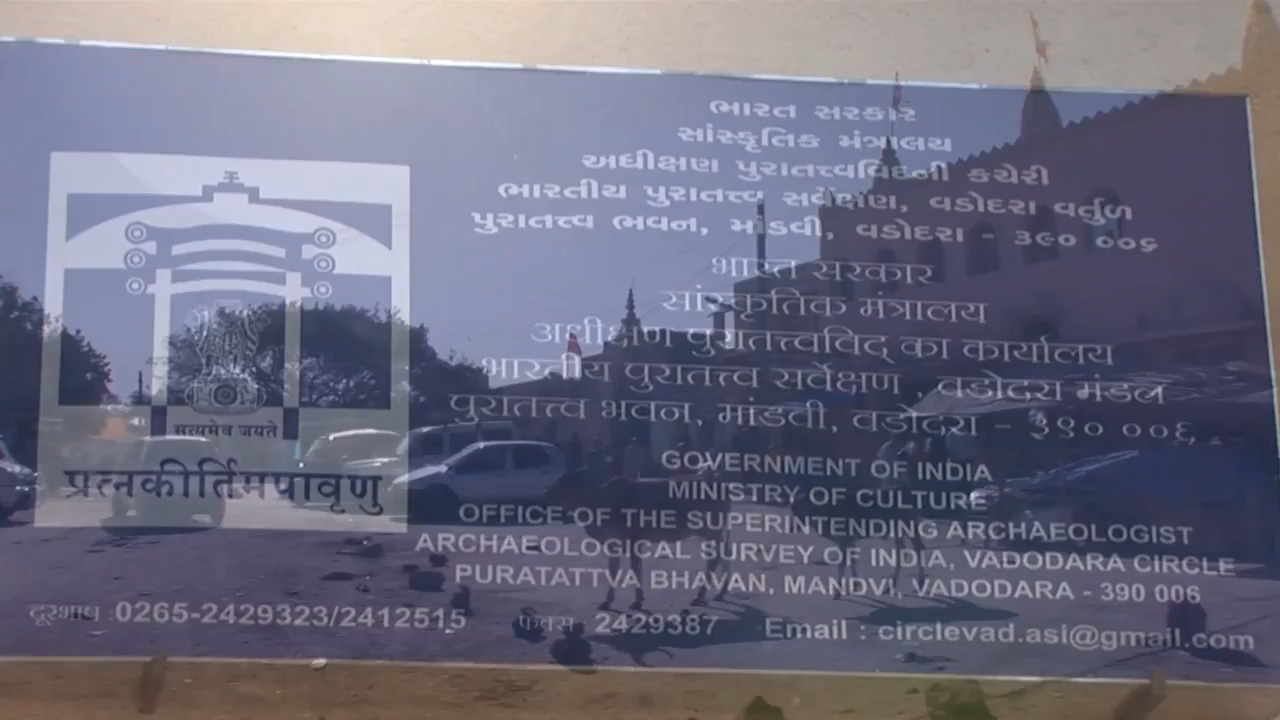 ભારત સરકાર
સાંસ્કૃતિક મંત્રાલય
અધીક્ષણ પુરાતત્ત્વવિદની કચેરી
ભારતીય પુરાતત્ત્વ સર્વેક્ષણ, વડોદરા વર્તુળ
પુરાતત્ત્વ ભવન, માંડવી, વડોદરા - ૩૯૦ ૦૦૬
भारत सरकार
सांस्कृतिक मंत्रालय
अधीक्षण पुरातत्त्वविद् का कार्यालय
भारतीय पुरातत्त्व सर्वेक्षण , वडोदरा मंडल
पुरातत्त्व भवन, मांडवी, वडोदरा - ३९० ००६
सत्यमेव जयते
प्रत्नकीर्तिमपावृणु
GOVERNMENT OF INDIA
MINISTRY OF CULTURE
OFFICE OF THE SUPERINTENDING ARCHAEOLOGIST
ARCHAEOLOGICAL SURVEY OF INDIA, VADODARA CIRCLE
PURATATTVA BHAVAN, MANDVI, VADODARA - 390 006
दूरभाष :0265-2429323/2412515 फैक्स : 2429387 Email : circlevad.asi@gmail.com